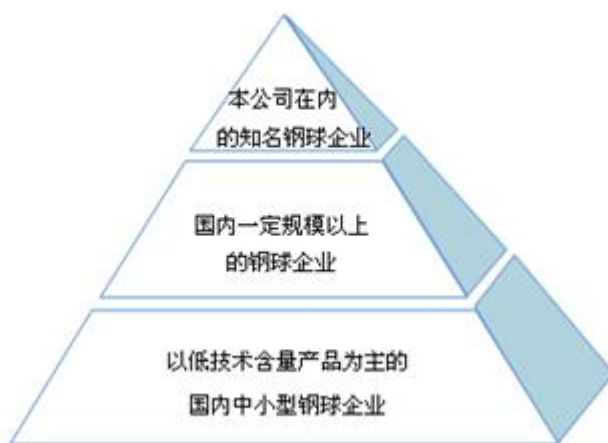 本公司在内
的知名钢球企业
国内一定规模以上
的钢球企业
以低技术含量产品为主的
国内中小型钢球企业